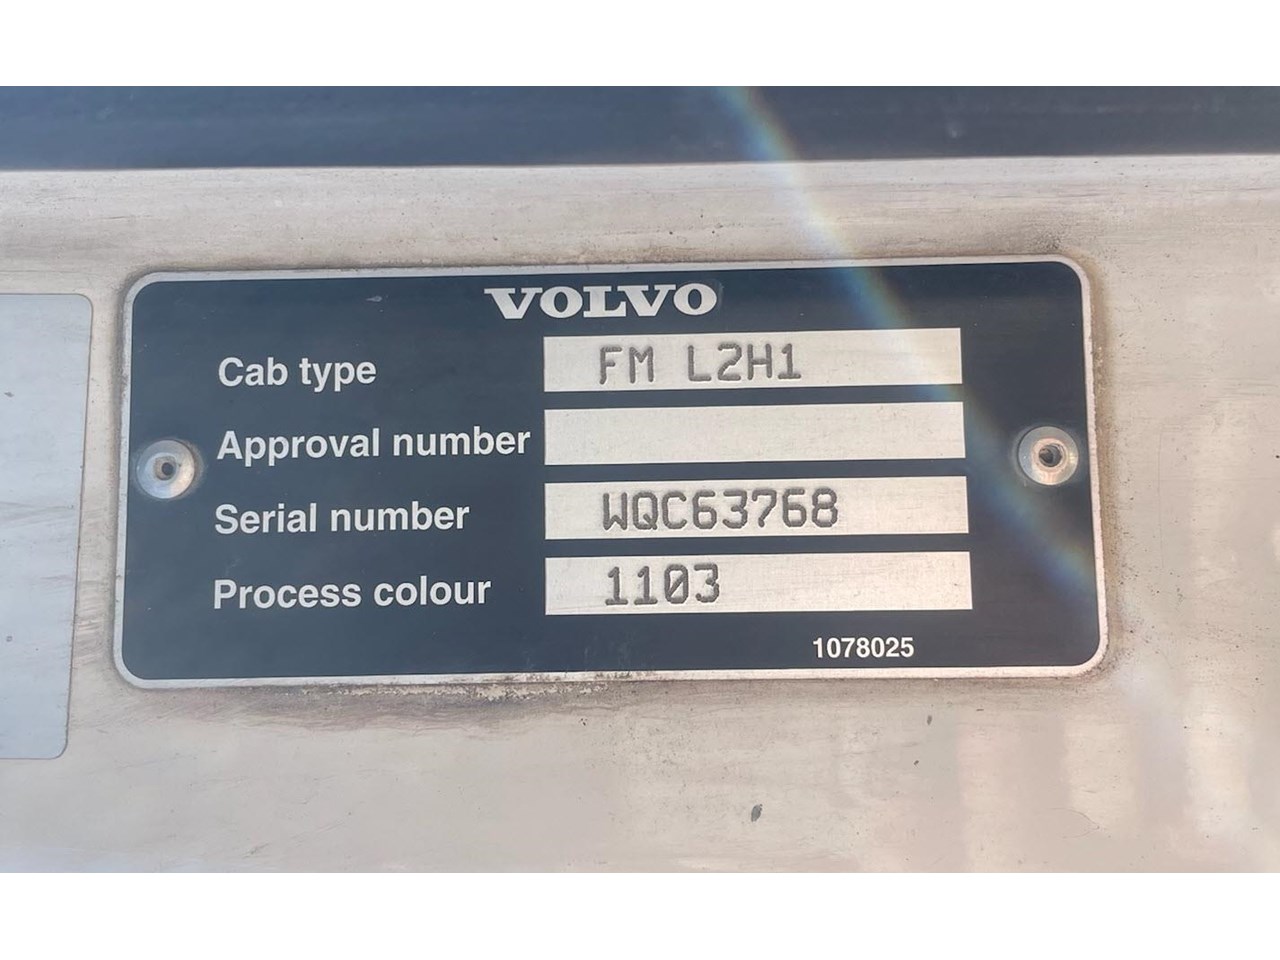 VOLVO
Cab type FM L2H1
Approval number
Serial number WQC63768
Process colour 1103
1078025